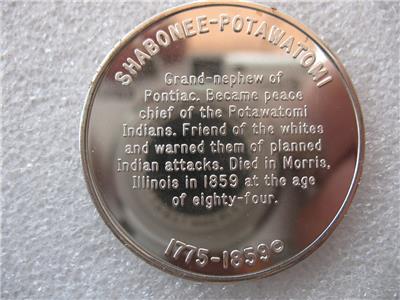 SHABONEE-POTAWATOMI
Grand-nephew of
Pontiac. Became peace
chief of the Potawatomi
Indians. Friend of the whites
and warned them of planned
Indian attacks. Died in Morris,
Illinois in 1859 at the age
of eighty-four.
1775-1859©